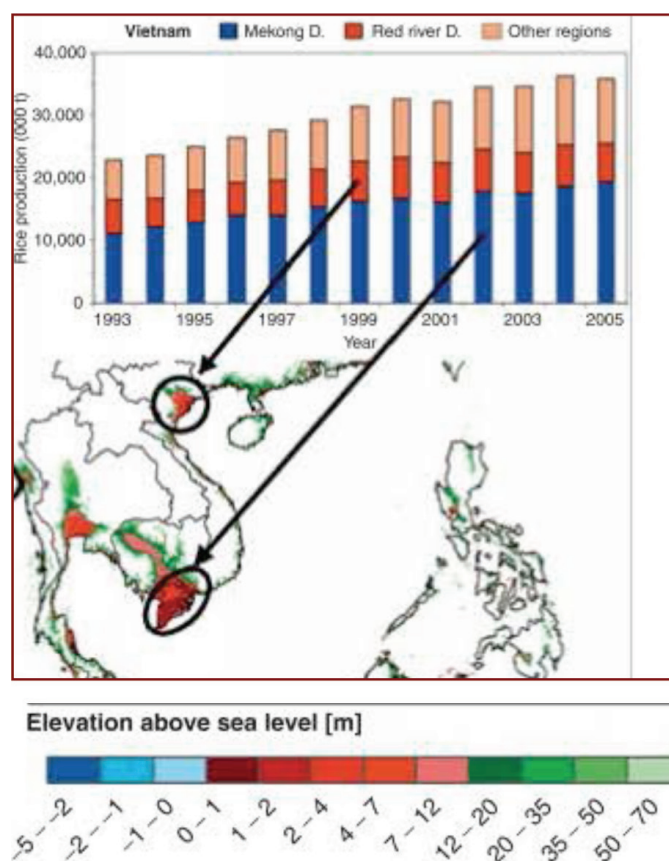 Vietnam Mekong D. Red river D. Other regions
40,000
30,000
20,000
10,000
0
Rice production (000 t)
1993 1995 1997 1999 2001 2003 2005
Year
Elevation above sea level [m]
-5 – -2
-2 – -1
-1 – 0
0 – 1
1 – 2
2 – 4
4 – 7
7 – 12
12 – 20
20 – 35
35 – 50
50 – 70